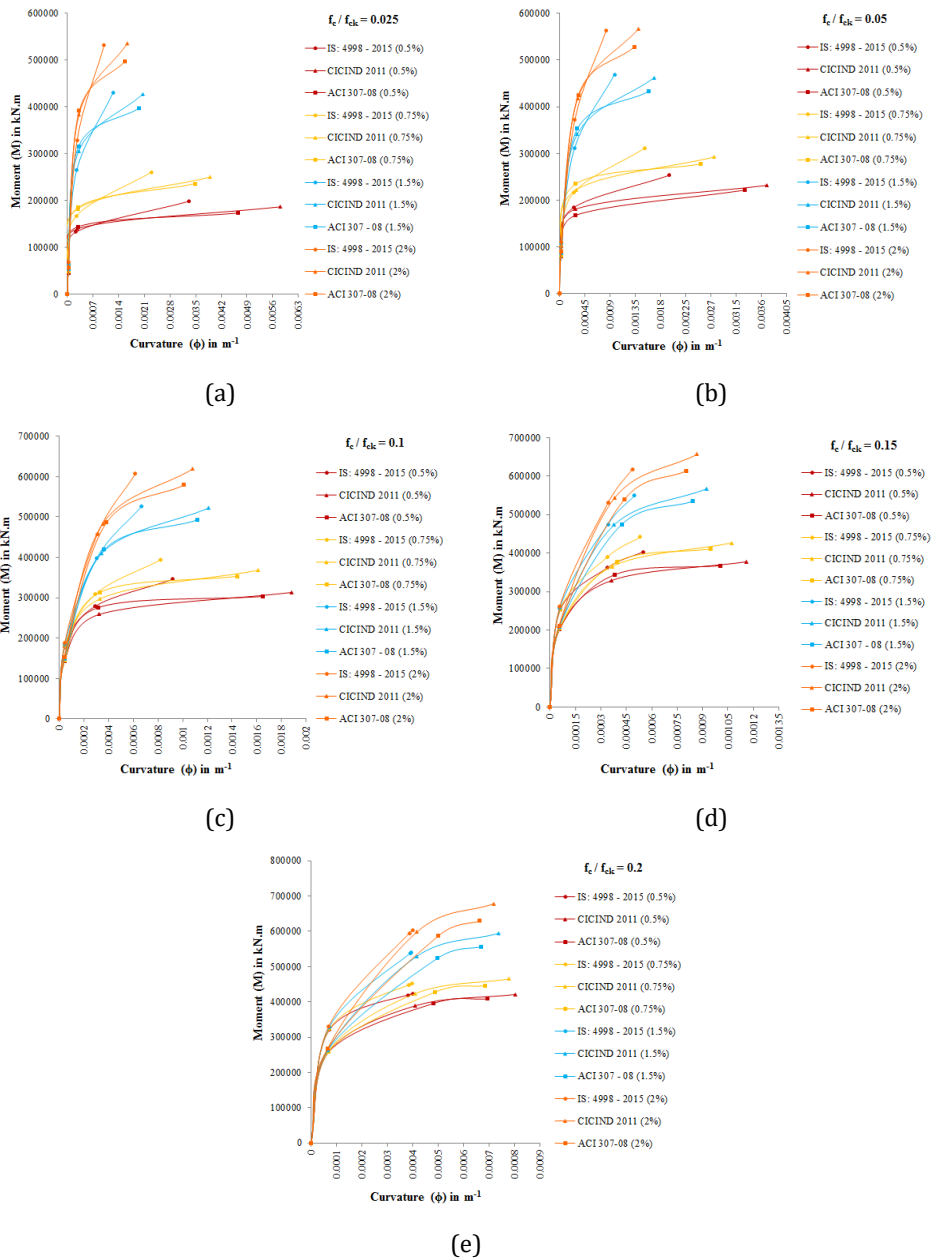 f_c / f_ck = 0.025
Moment (M) in kN.m
600000
500000
400000
300000
200000
100000
0
0
0.0007
0.0014
0.0021
0.0028
0.0035
0.0042
0.0049
0.0056
0.0063
Curvature (ϕ) in m⁻¹
IS: 4998 - 2015 (0.5%)
CICIND 2011 (0.5%)
ACI 307-08 (0.5%)
IS: 4998 - 2015 (0.75%)
CICIND 2011 (0.75%)
ACI 307-08 (0.75%)
IS: 4998 - 2015 (1.5%)
CICIND 2011 (1.5%)
ACI 307 - 08 (1.5%)
IS: 4998 - 2015 (2%)
CICIND 2011 (2%)
ACI 307-08 (2%)
(a)
f_c / f_ck = 0.05
Moment (M) in kN.m
600000
500000
400000
300000
200000
100000
0
0
0.00045
0.0009
0.00135
0.0018
0.00225
0.0027
0.00315
0.0036
0.00405
Curvature (ϕ) in m⁻¹
IS: 4998 - 2015 (0.5%)
CICIND 2011 (0.5%)
ACI 307-08 (0.5%)
IS: 4998 - 2015 (0.75%)
CICIND 2011 (0.75%)
ACI 307-08 (0.75%)
IS: 4998 - 2015 (1.5%)
CICIND 2011 (1.5%)
ACI 307 - 08 (1.5%)
IS: 4998 - 2015 (2%)
CICIND 2011 (2%)
ACI 307-08 (2%)
(b)
f_c / f_ck = 0.1
Moment (M) in kN.m
700000
600000
500000
400000
300000
200000
100000
0
0
0.0002
0.0004
0.0006
0.0008
0.001
0.0012
0.0014
0.0016
0.0018
0.002
Curvature (ϕ) in m⁻¹
IS: 4998 - 2015 (0.5%)
CICIND 2011 (0.5%)
ACI 307-08 (0.5%)
IS: 4998 - 2015 (0.75%)
CICIND 2011 (0.75%)
ACI 307-08 (0.75%)
IS: 4998 - 2015 (1.5%)
CICIND 2011 (1.5%)
ACI 307 - 08 (1.5%)
IS: 4998 - 2015 (2%)
CICIND 2011 (2%)
ACI 307-08 (2%)
(c)
f_c / f_ck = 0.15
Moment (M) in kN.m
700000
600000
500000
400000
300000
200000
100000
0
0
0.00015
0.0003
0.00045
0.0006
0.00075
0.0009
0.00105
0.0012
0.00135
Curvature (ϕ) in m⁻¹
IS: 4998 - 2015 (0.5%)
CICIND 2011 (0.5%)
ACI 307-08 (0.5%)
IS: 4998 - 2015 (0.75%)
CICIND 2011 (0.75%)
ACI 307-08 (0.75%)
IS: 4998 - 2015 (1.5%)
CICIND 2011 (1.5%)
ACI 307 - 08 (1.5%)
IS: 4998 - 2015 (2%)
CICIND 2011 (2%)
ACI 307-08 (2%)
(d)
f_c / f_ck = 0.2
Moment (M) in kN.m
800000
700000
600000
500000
400000
300000
200000
100000
0
0
0.0001
0.0002
0.0003
0.0004
0.0005
0.0006
0.0007
0.0008
0.0009
Curvature (ϕ) in m⁻¹
IS: 4998 - 2015 (0.5%)
CICIND 2011 (0.5%)
ACI 307-08 (0.5%)
IS: 4998 - 2015 (0.75%)
CICIND 2011 (0.75%)
ACI 307-08 (0.75%)
IS: 4998 - 2015 (1.5%)
CICIND 2011 (1.5%)
ACI 307 - 08 (1.5%)
IS: 4998 - 2015 (2%)
CICIND 2011 (2%)
ACI 307-08 (2%)
(e)